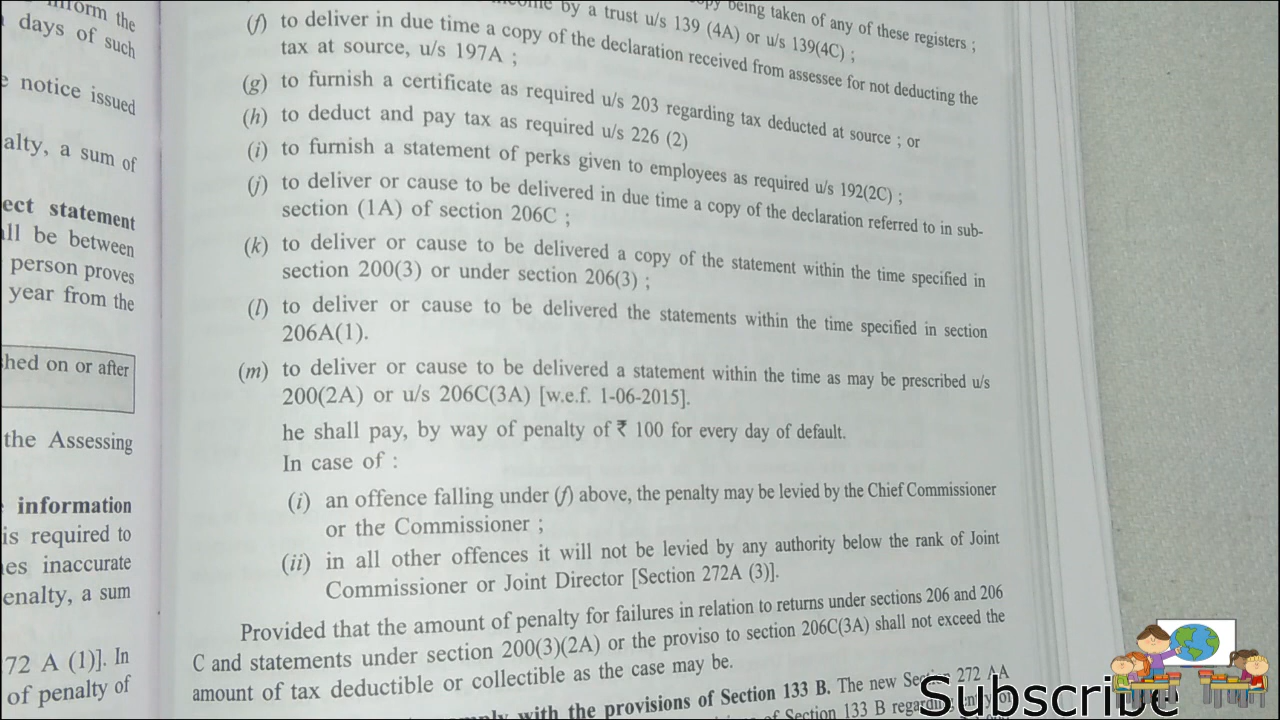 inform the
days of such
notice issued
alty, a sum of
ect statement
all be between
person proves
year from the
hed on or after
the Assessing
information
is required to
es inaccurate
enalty, a sum
72 A (1)]. In
of penalty of
by a trust u/s 139 (4A) or u/s 139(4C) ;
being taken of any of these registers ;
(f) to deliver in due time a copy of the declaration received from assessee for not deducting the
tax at source, u/s 197A ;
(g) to furnish a certificate as required u/s 203 regarding tax deducted at source ; or
(h) to deduct and pay tax as required u/s 226 (2)
(i) to furnish a statement of perks given to employees as required u/s 192(2C) ;
(j) to deliver or cause to be delivered in due time a copy of the declaration referred to in sub-
section (1A) of section 206C ;
(k) to deliver or cause to be delivered a copy of the statement within the time specified in
section 200(3) or under section 206(3) ;
(l) to deliver or cause to be delivered the statements within the time specified in section
206A(1).
(m) to deliver or cause to be delivered a statement within the time as may be prescribed u/s
200(2A) or u/s 206C(3A) [w.e.f. 1-06-2015].
he shall pay, by way of penalty of ₹ 100 for every day of default.
In case of :
(i) an offence falling under (f) above, the penalty may be levied by the Chief Commissioner
or the Commissioner ;
(ii) in all other offences it will not be levied by any authority below the rank of Joint
Commissioner or Joint Director [Section 272A (3)].
Provided that the amount of penalty for failures in relation to returns under sections 206 and 206
C and statements under section 200(3)(2A) or the proviso to section 206C(3A) shall not exceed the
amount of tax deductible or collectible as the case may be.
with the provisions of Section 133 B. The new Section 272 AA
of Section 133 B regarding
Subscribe